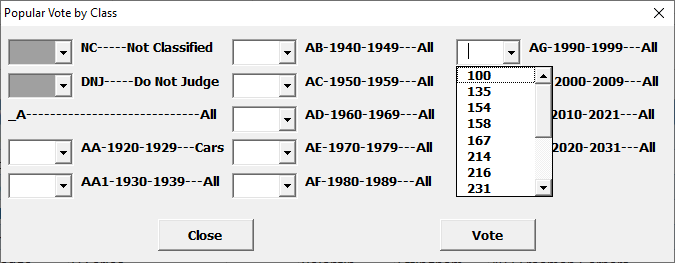 Popular Vote by Class
NC-----Not Classified
DNJ-----Do Not Judge
_A----------------------------All
AA-1920-1929---Cars
AA1-1930-1939---All
AB-1940-1949---All
AC-1950-1959---All
AD-1960-1969---All
AE-1970-1979---All
AF-1980-1989---All
AG-1990-1999---All
2000-2009---All
2010-2021---All
2020-2031---All
100
135
154
158
167
214
216
231
Close
Vote